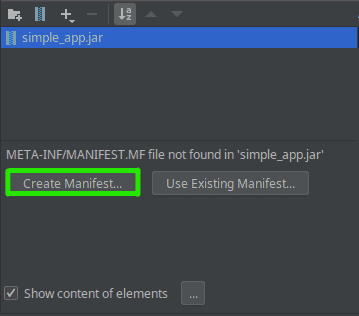 simple_app.jar
META-INF/MANIFEST.MF file not found in 'simple_app.jar'
Create Manifest... Use Existing Manifest...
Show content of elements ...